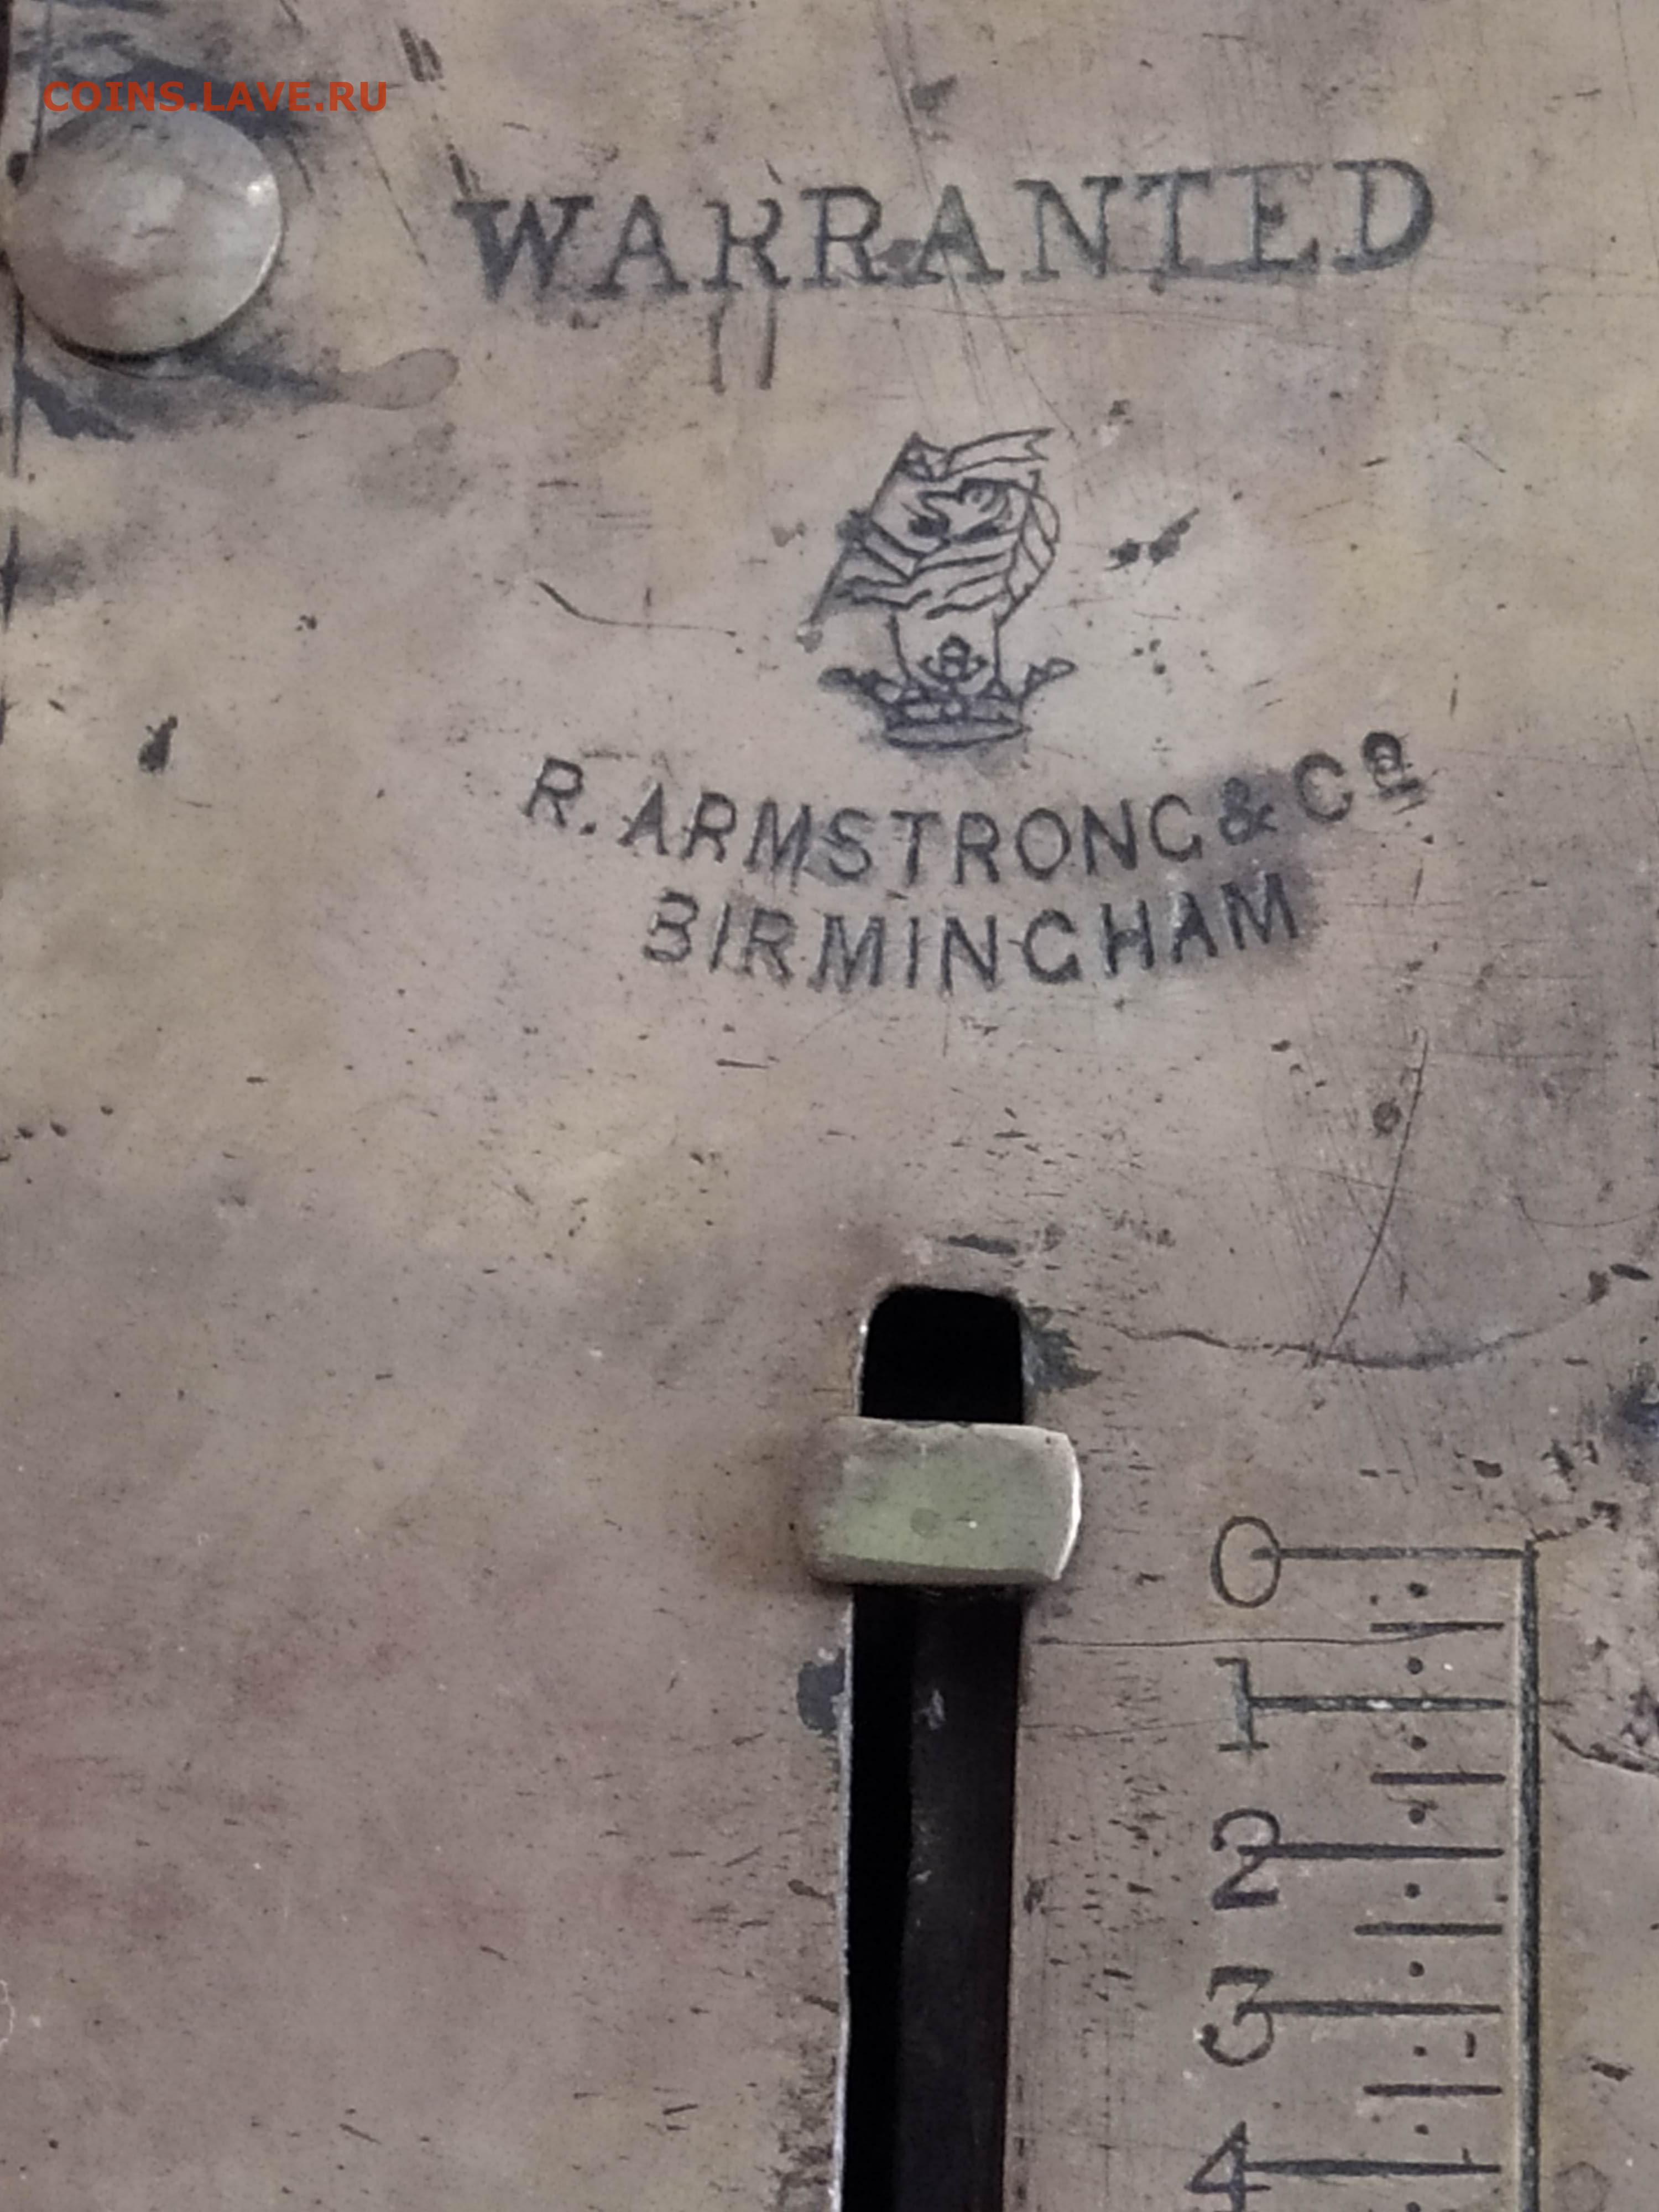 COINS.LAVE.RU
WARRANTED
R. ARMSTRONG & Co
BIRMINGHAM
0
1
2
3
4